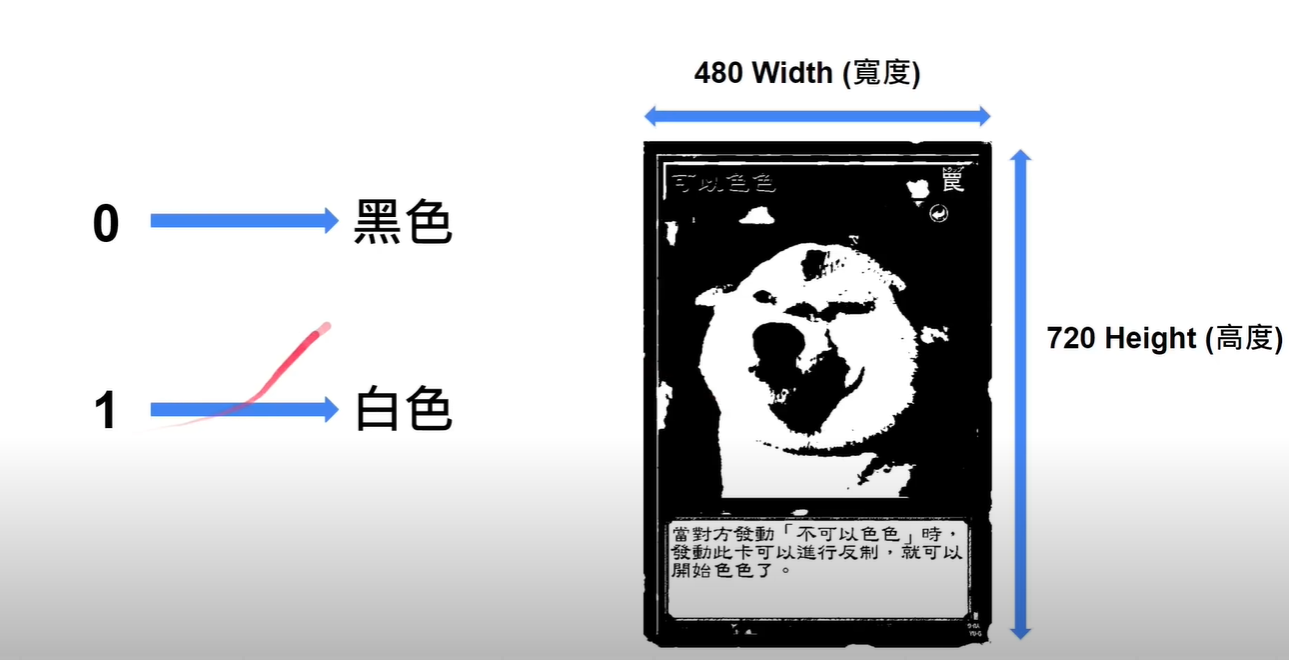 480 Width (寬度)
0
黑色
1
白色
可以色色
罠
720 Height (高度)
當對方發動「不可以色色」時，
發動此卡可以進行反制，就可以
開始色色了。